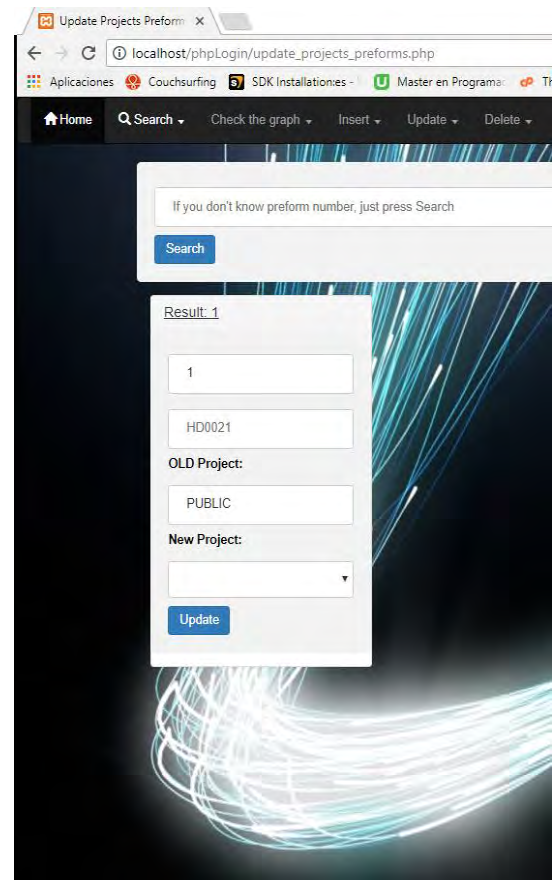 Update Projects Preform
localhost/phpLogin/update_projects_preforms.php
Aplicaciones Couchsurfing SDK Installation:es - Master en Programa: Th
Home Search Check the graph Insert Update Delete
If you don't know preform number, just press Search
Search
Result: 1
1
HD0021
OLD Project:
PUBLIC
New Project:
Update